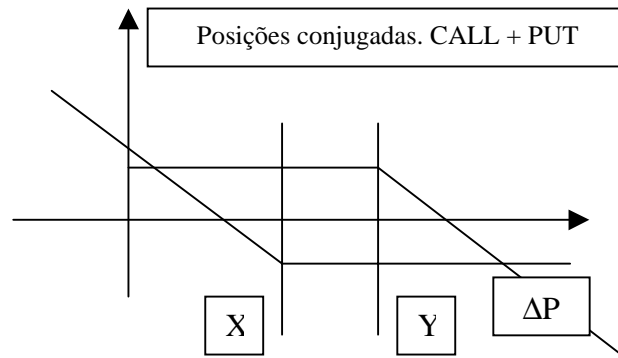 Posições conjugadas. CALL + PUT
X
Y
ΔP